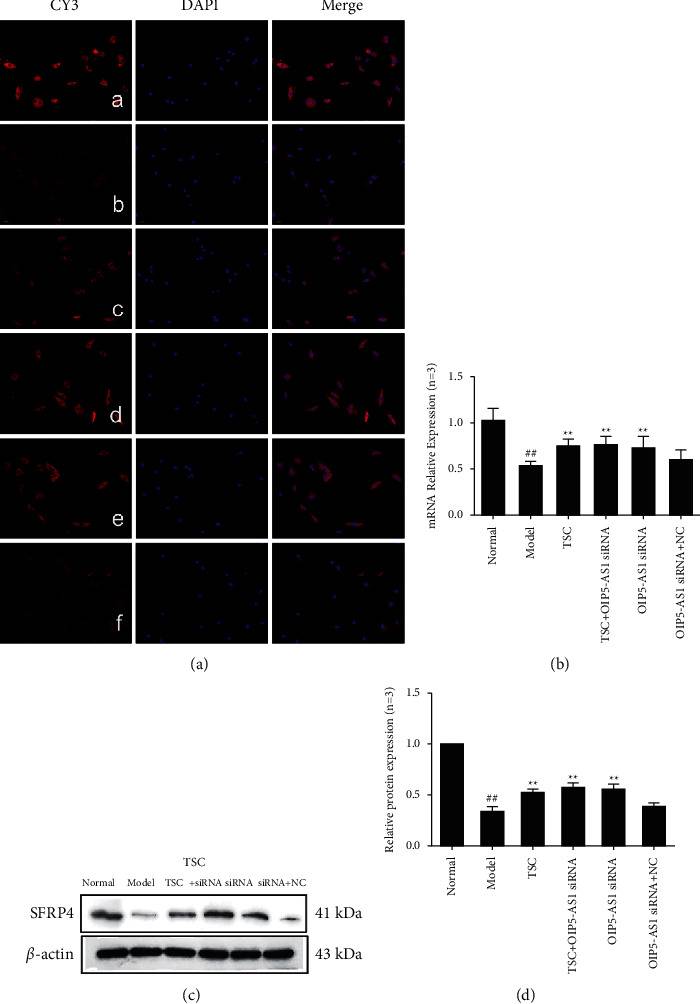 CY3 DAPI Merge
a
b
c
d
e
f
(a)
mRNA Relative Expression (n=3)
1.5
1.0
0.5
0.0
##
**
**
**
Normal
Model
TSC
TSC+OIP5-AS1 siRNA
OIP5-AS1 siRNA
OIP5-AS1 siRNA+NC
(b)
TSC
Normal Model TSC +siRNA siRNA siRNA+NC
SFRP4 41 kDa
β-actin 43 kDa
(c)
Relative protein expression (n=3)
1.5
1.0
0.5
0.0
##
**
**
**
Normal
Model
TSC
TSC+OIP5-AS1 siRNA
OIP5-AS1 siRNA
OIP5-AS1 siRNA+NC
(d)